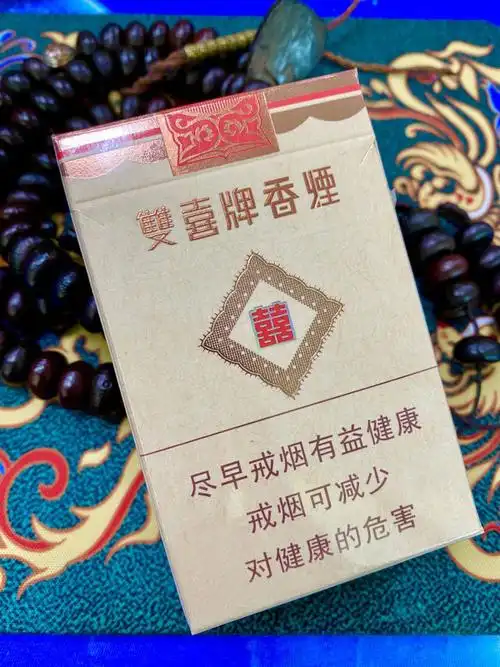 雙喜牌香煙
囍
尽早戒烟有益健康
戒烟可减少
对健康的危害